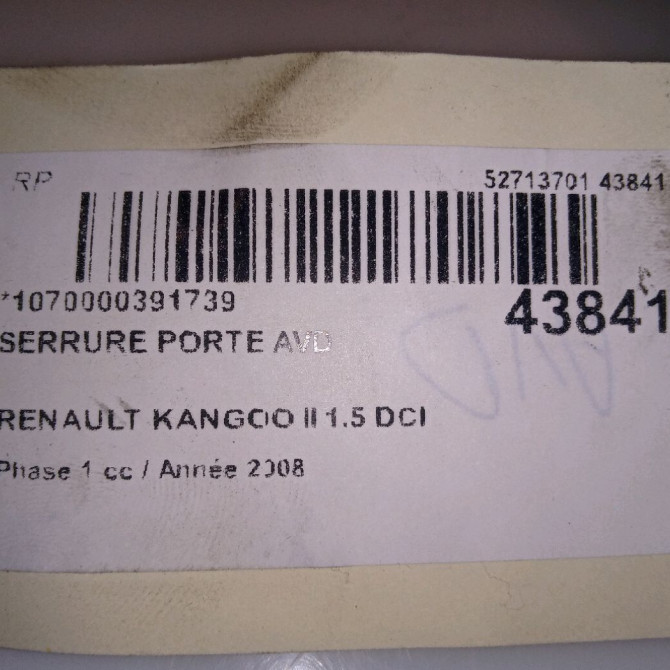 RP 52713701 43841
*1070000391739 43841
SERRURE PORTE AVD
RENAULT KANGOO II 1.5 DCI
Phase 1 cc / Année 2008
AVD